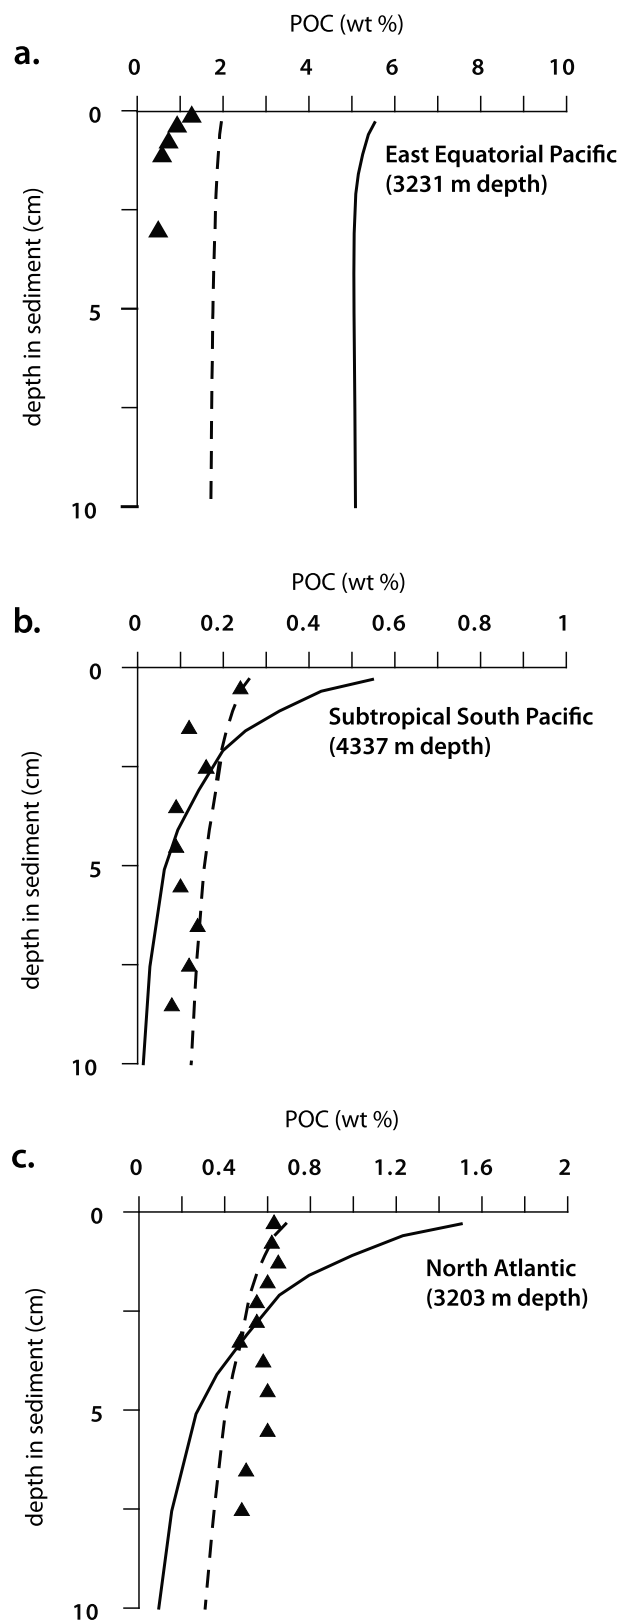 POC (wt %)
a.
0 2 4 6 8 10
0
East Equatorial Pacific
(3231 m depth)
depth in sediment (cm)
5
10
POC (wt %)
b.
0 0.2 0.4 0.6 0.8 1
0
Subtropical South Pacific
(4337 m depth)
depth in sediment (cm)
5
10
POC (wt %)
c.
0 0.4 0.8 1.2 1.6 2
0
North Atlantic
(3203 m depth)
depth in sediment (cm)
5
10